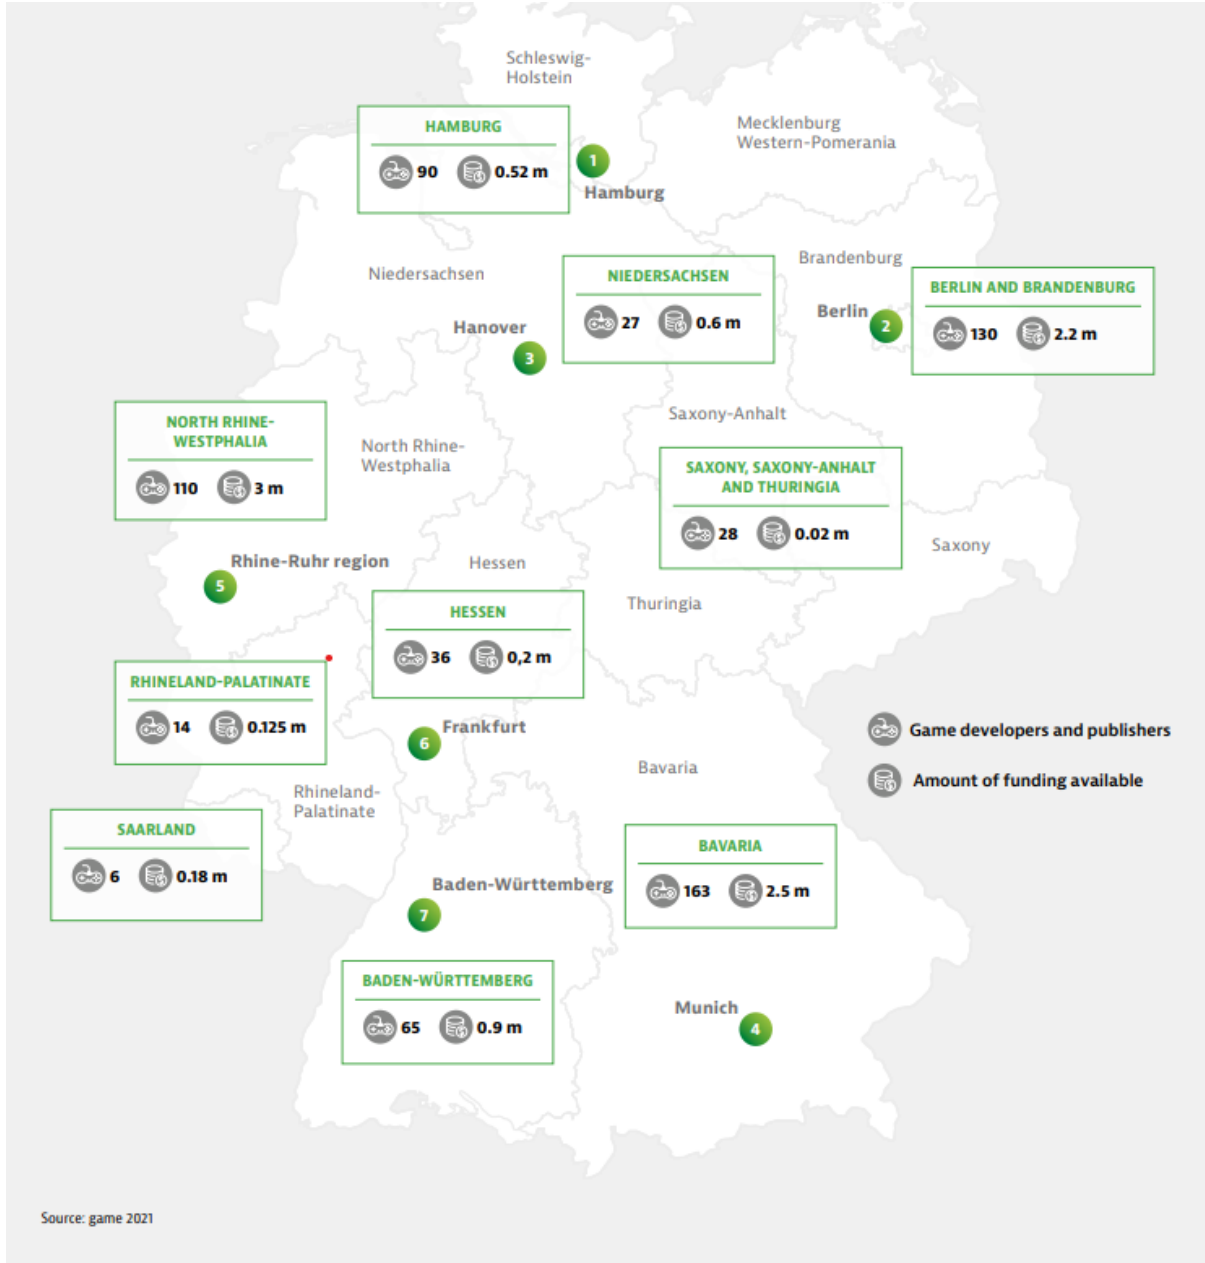 Schleswig-
Holstein
HAMBURG
90 0.52 m
1
Hamburg
Mecklenburg
Western-Pomerania
Niedersachsen
NIEDERSACHSEN
27 0.6 m
Brandenburg
BERLIN AND BRANDENBURG
130 2.2 m
Berlin
2
Hanover
3
NORTH RHINE-
WESTPHALIA
110 3 m
North Rhine-
Westphalia
Saxony-Anhalt
SAXONY, SAXONY-ANHALT
AND THURINGIA
28 0.02 m
Saxony
Rhine-Ruhr region
5
Hessen
HESSEN
36 0,2 m
Thuringia
RHINELAND-PALATINATE
14 0.125 m
Frankfurt
6
Game developers and publishers
Amount of funding available
Rhineland-
Palatinate
Bavaria
SAARLAND
6 0.18 m
BAVARIA
163 2.5 m
Baden-Württemberg
7
BADEN-WÜRTTEMBERG
65 0.9 m
Munich
4
Source: game 2021